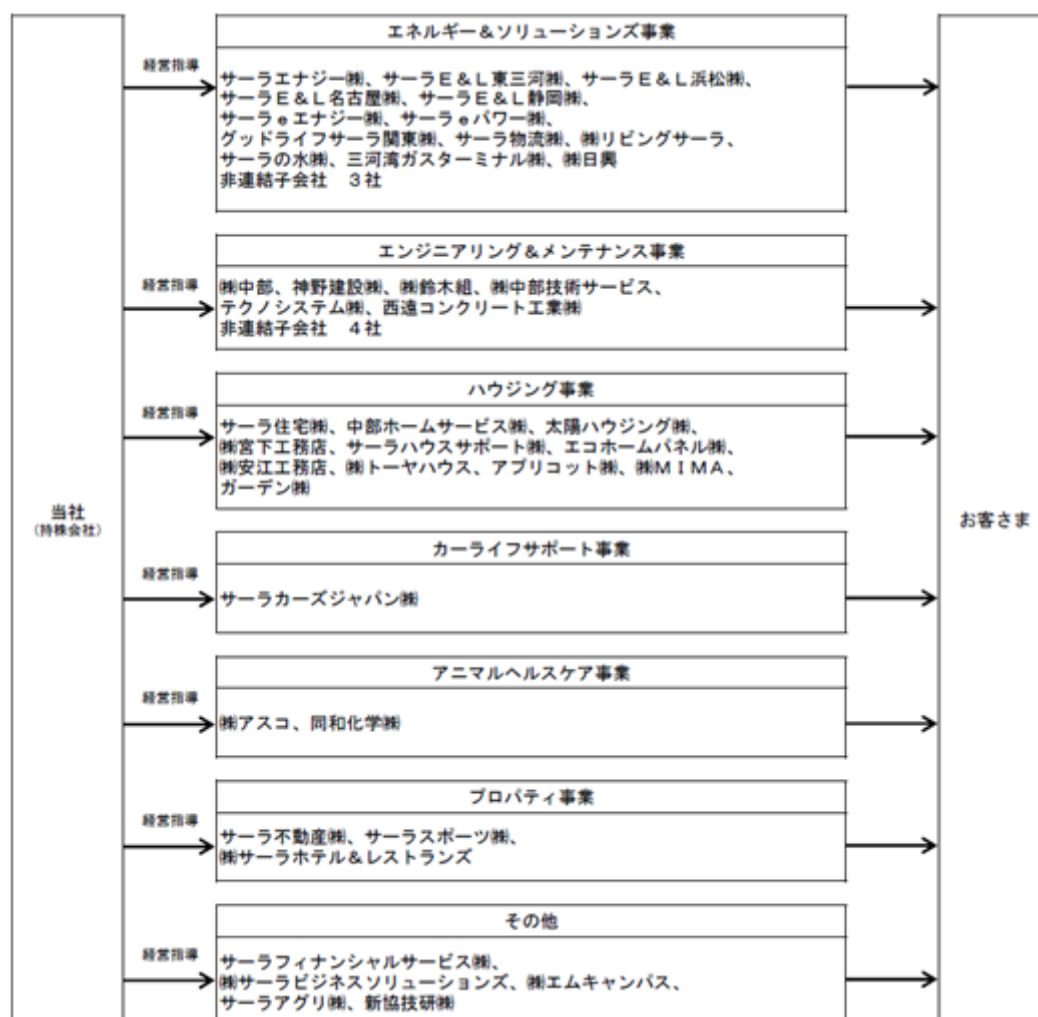 当社
(持株会社)
経営指導
エネルギー＆ソリューションズ事業
サーラエナジー㈱、サーラＥ＆Ｌ東三河㈱、サーラＥ＆Ｌ浜松㈱、
サーラＥ＆Ｌ名古屋㈱、サーラＥ＆Ｌ静岡㈱、
サーラｅエナジー㈱、サーラｅパワー㈱、
グッドライフサーラ関東㈱、サーラ物流㈱、㈱リビングサーラ、
サーラの水㈱、三河湾ガスターミナル㈱、㈱日興
非連結子会社　３社
経営指導
エンジニアリング＆メンテナンス事業
㈱中部、神野建設㈱、㈱鈴木組、㈱中部技術サービス、
テクノシステム㈱、西遠コンクリート工業㈱
非連結子会社　４社
経営指導
ハウジング事業
サーラ住宅㈱、中部ホームサービス㈱、太陽ハウジング㈱、
㈱宮下工務店、サーラハウスサポート㈱、エコホームパネル㈱、
㈱安江工務店、㈱トーヤハウス、アプリコット㈱、㈱ＭＩＭＡ、
ガーデン㈱
経営指導
カーライフサポート事業
サーラカーズジャパン㈱
経営指導
アニマルヘルスケア事業
㈱アスコ、同和化学㈱
経営指導
プロパティ事業
サーラ不動産㈱、サーラスポーツ㈱、
㈱サーラホテル＆レストランズ
経営指導
その他
サーラフィナンシャルサービス㈱、
㈱サーラビジネスソリューションズ、㈱エムキャンパス、
サーラアグリ㈱、新協技研㈱
お客さま